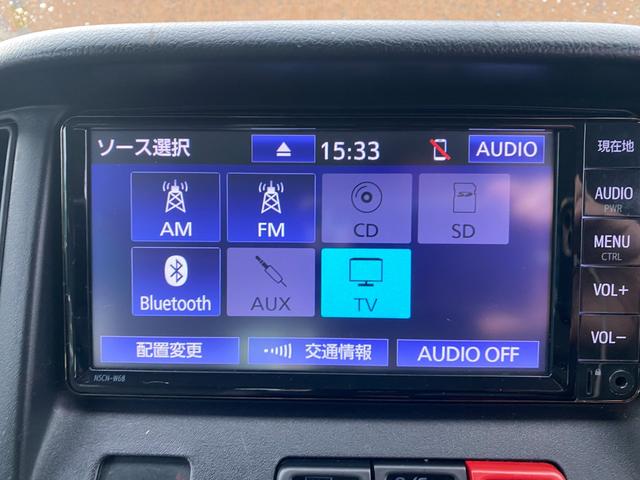 ソース選択 15:33 AUDIO
AM FM CD SD
Bluetooth AUX TV
配置変更 交通情報 AUDIO OFF
NSCN-W68
現在地
AUDIO
PWR
MENU
CTRL
VOL+
VOL-